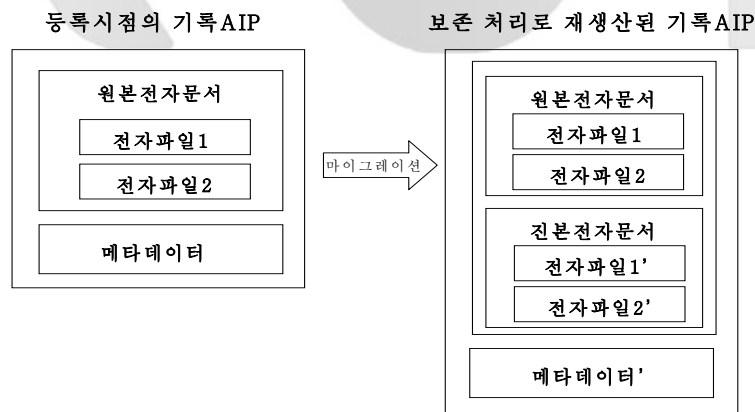 등록시점의 기록AIP
원본전자문서
전자파일1
전자파일2
메타데이터
마이그레이션
보존 처리로 재생산된 기록AIP
원본전자문서
전자파일1
전자파일2
진본전자문서
전자파일1'
전자파일2'
메타데이터'